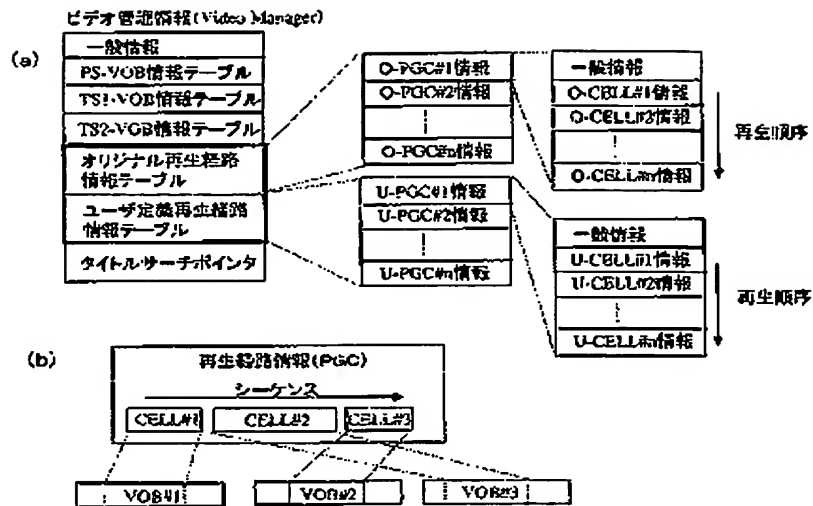 ビデオ管理情報(Video Manager)
(a)
一般情報
PS-VOB情報テーブル
TS1-VOB情報テーブル
TS2-VOB情報テーブル
オリジナル再生経路
情報テーブル
ユーザ定義再生経路
情報テーブル
タイトルサーチポインタ
O-PGC#1情報
O-PGC#2情報
O-PGC#n情報
U-PGC#1情報
U-PGC#2情報
U-PGC#n情報
一般情報
O-CELL#1情報
O-CELL#2情報
O-CELL#n情報
再生順序
一般情報
U-CELL#1情報
U-CELL#2情報
U-CELL#n情報
再生順序
(b)
再生経路情報(PGC)
シーケンス
CELL#1
CELL#2
CELL#3
VOB#1
VOB#2
VOB#3